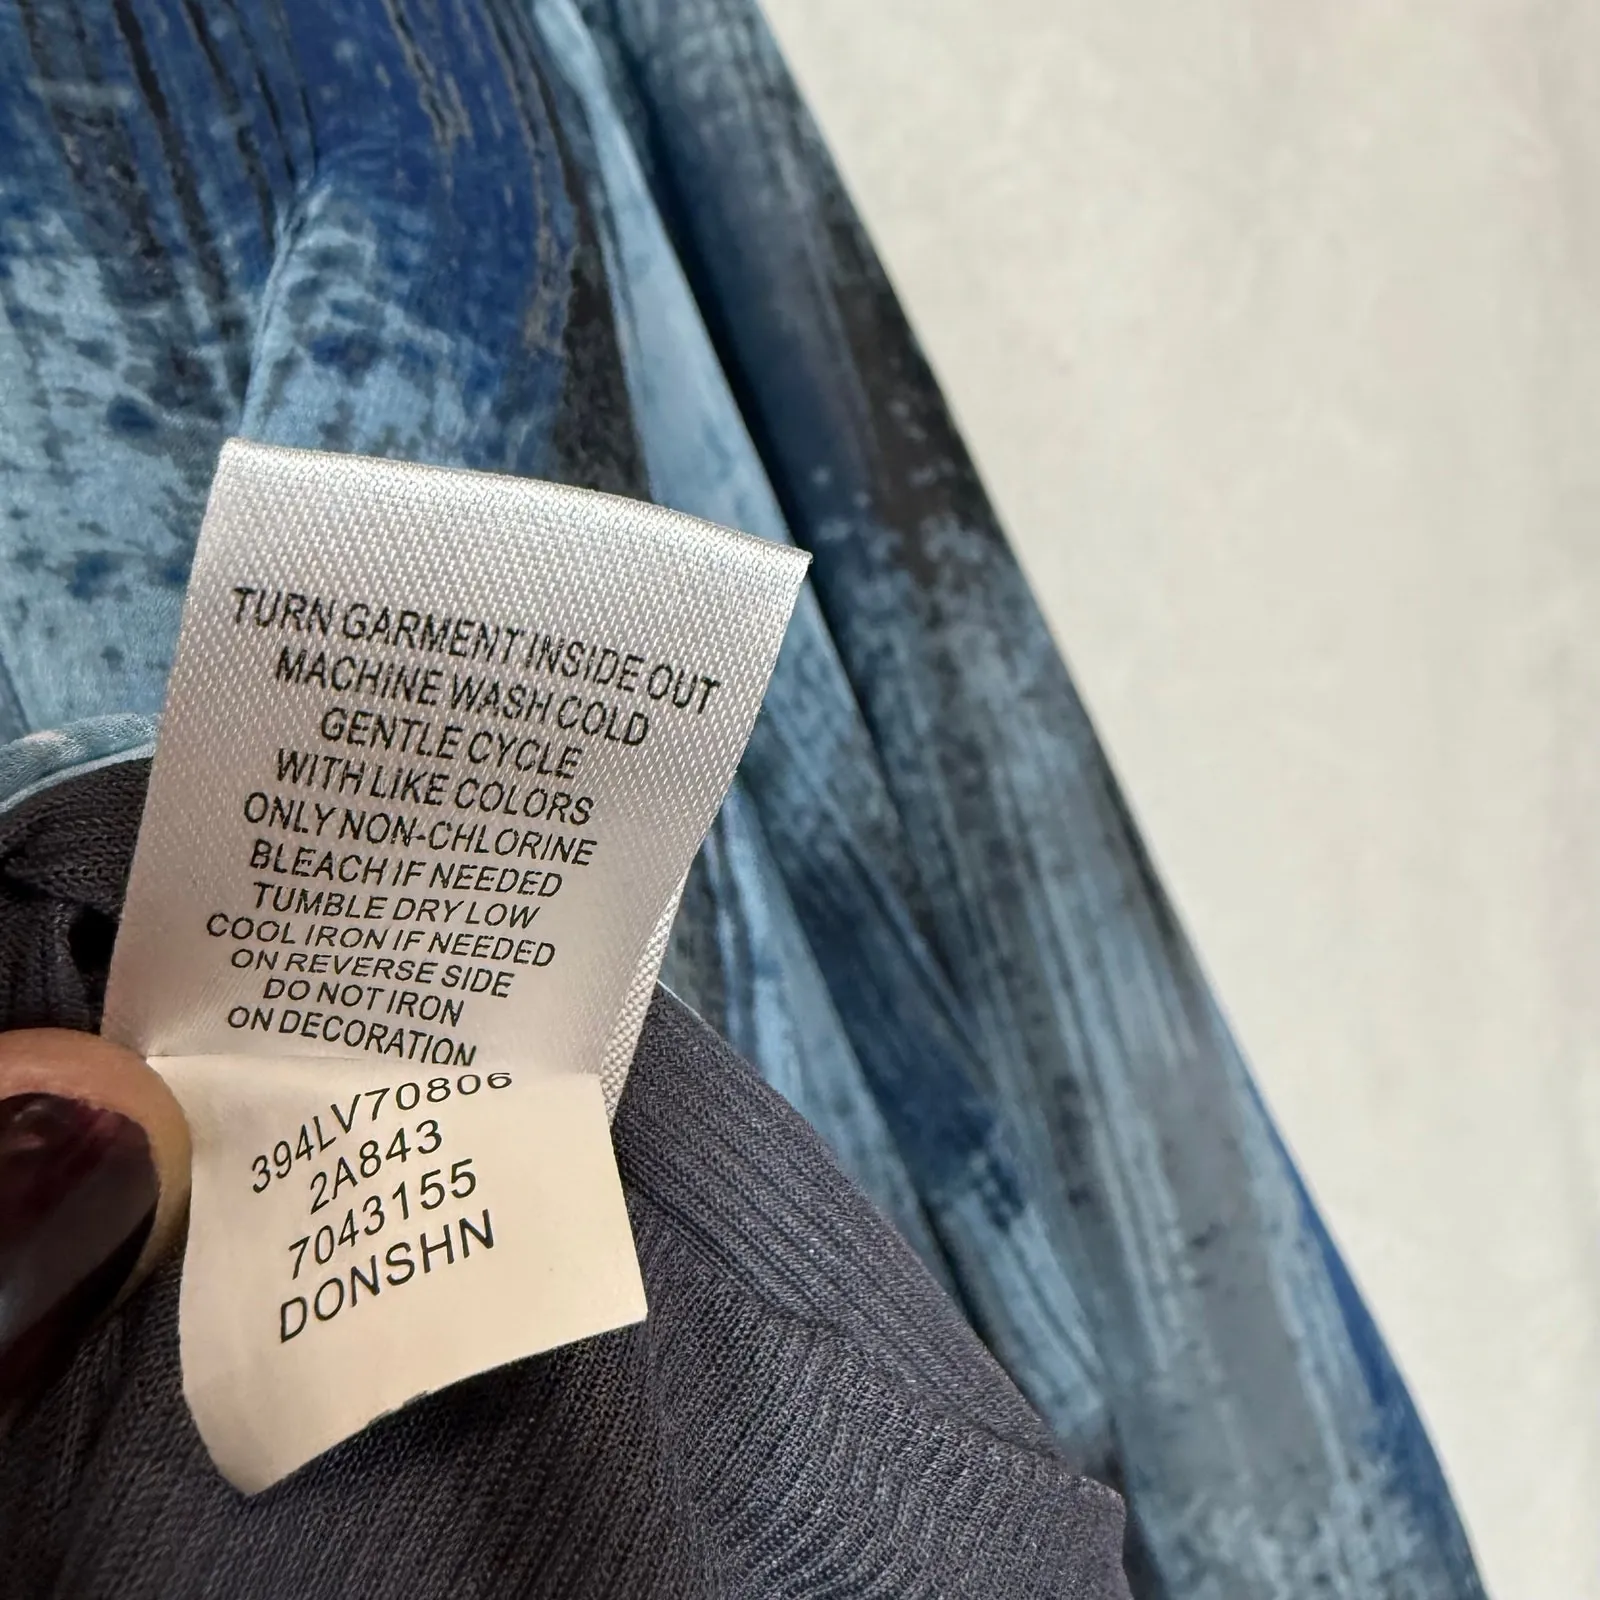 TURN GARMENT INSIDE OUT
MACHINE WASH COLD
GENTLE CYCLE
WITH LIKE COLORS
ONLY NON-CHLORINE
BLEACH IF NEEDED
TUMBLE DRY LOW
COOL IRON IF NEEDED
ON REVERSE SIDE
DO NOT IRON
ON DECORATION
394LV70806
2A843
7043155
DONSHN